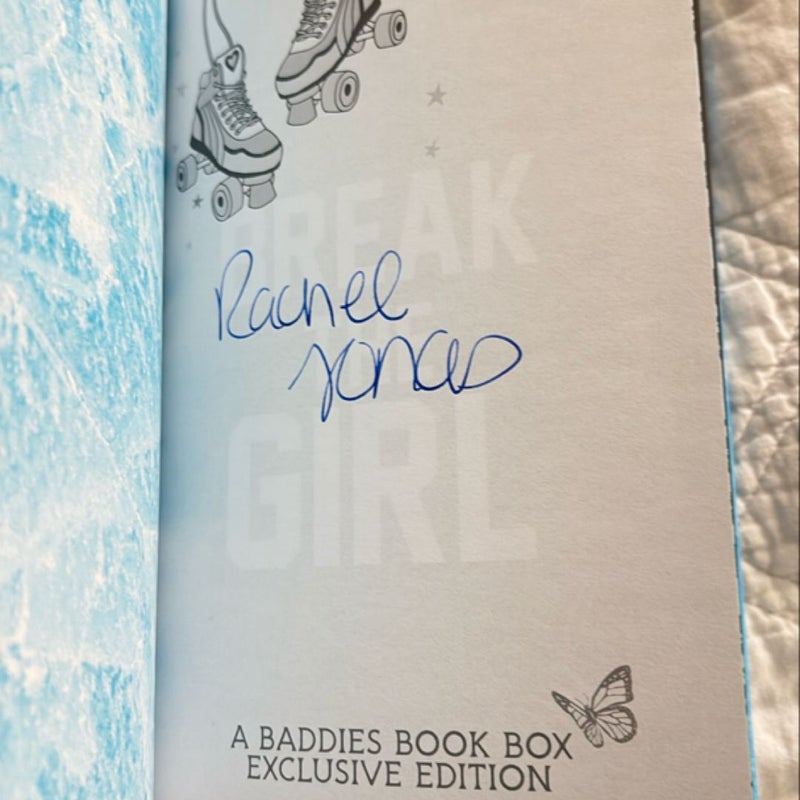 BREAK
Rachel
Jonas
GIRL
A BADDIES BOOK BOX
EXCLUSIVE EDITION